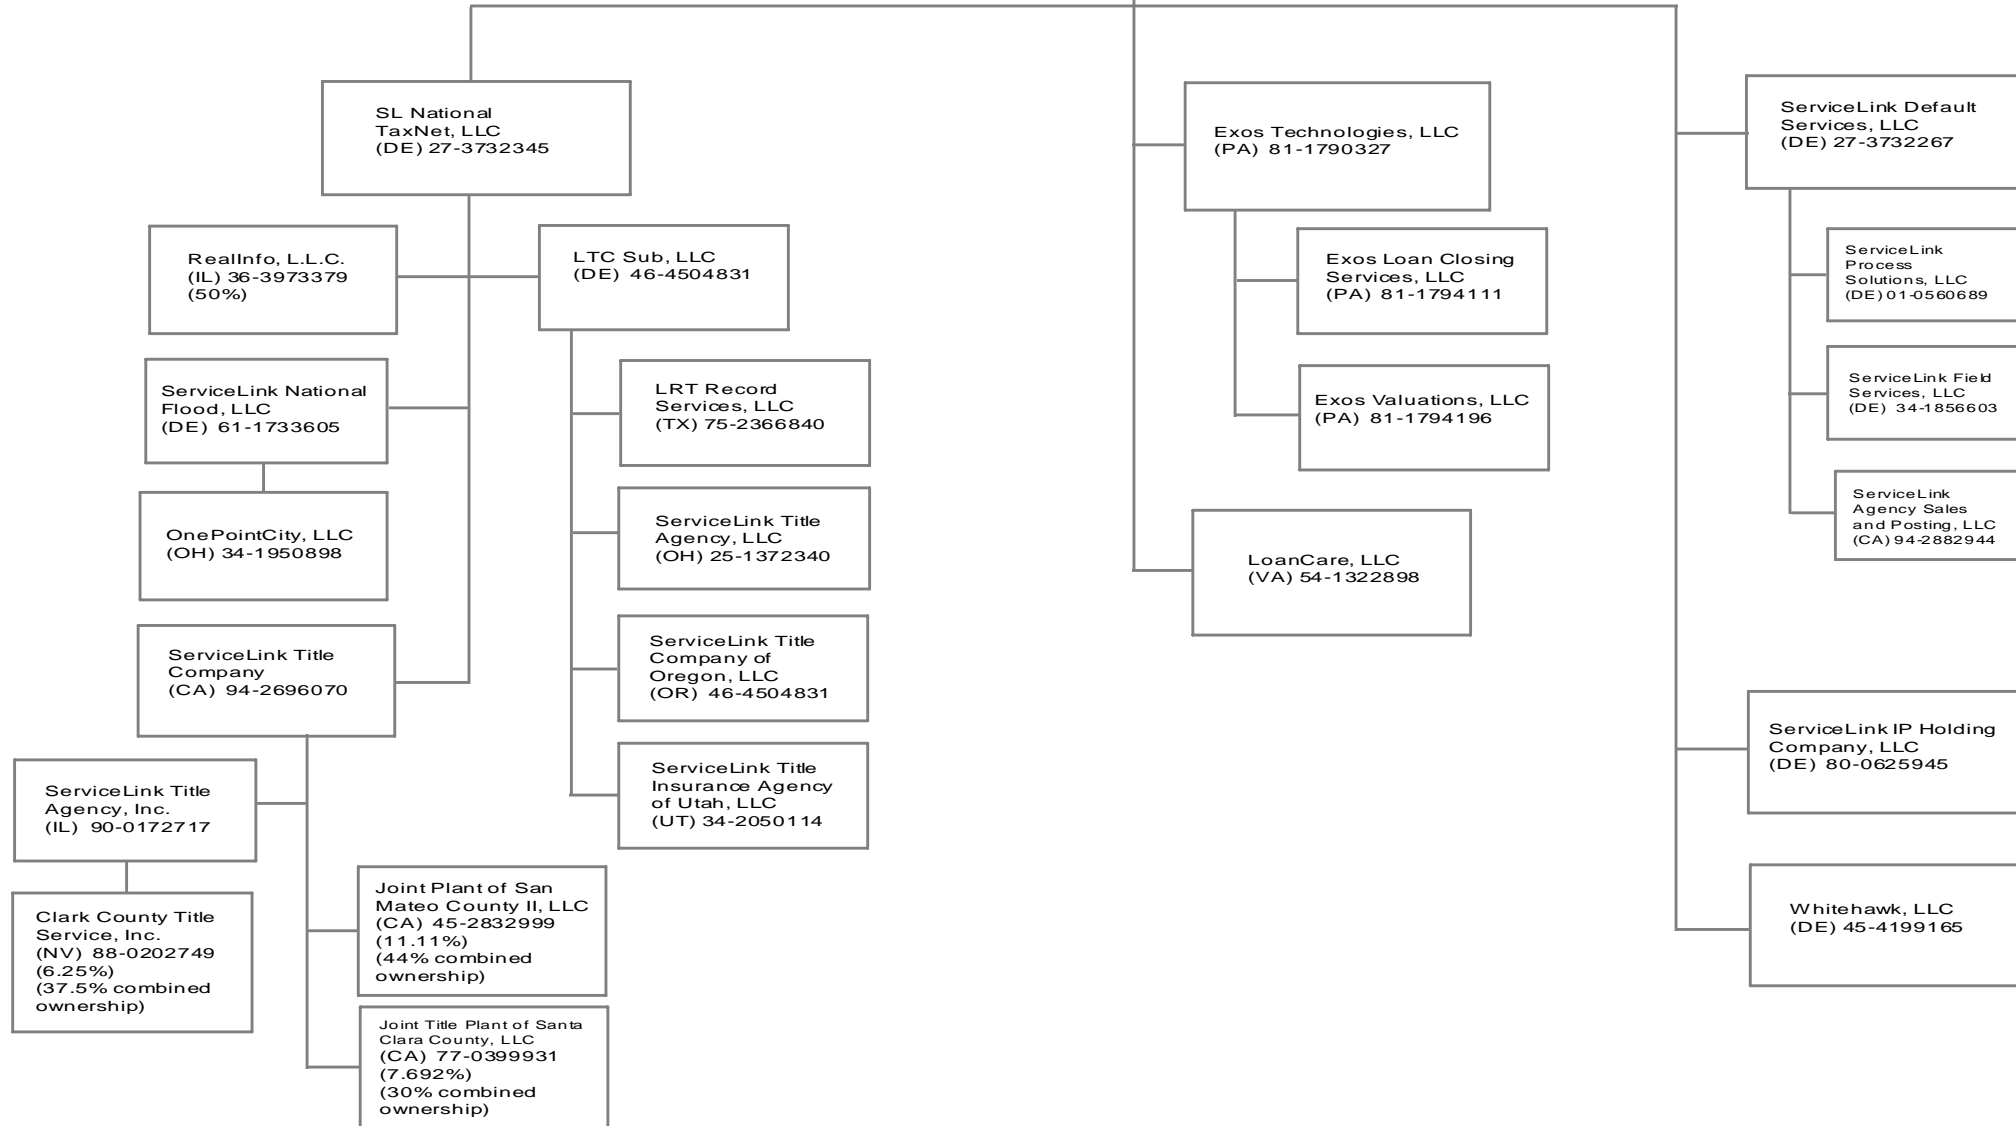 SL National
TaxNet, LLC
(DE) 27-3732345
RealInfo, L.L.C.
(IL) 36-3973379
(50%)
LTC Sub, LLC
(DE) 46-4504831
ServiceLink National
Flood, LLC
(DE) 61-1733605
OnePointCity, LLC
(OH) 34-1950898
ServiceLink Title
Company
(CA) 94-2696070
ServiceLink Title
Agency, Inc.
(IL) 90-0172717
Clark County Title
Service, Inc.
(NV) 88-0202749
(6.25%)
(37.5% combined
ownership)
Joint Plant of San
Mateo County II, LLC
(CA) 45-2832999
(11.11%)
(44% combined
ownership)
Joint Title Plant of Santa
Clara County, LLC
(CA) 77-0399931
(7.692%)
(30% combined
ownership)
LRT Record
Services, LLC
(TX) 75-2366840
ServiceLink Title
Agency, LLC
(OH) 25-1372340
ServiceLink Title
Company of
Oregon, LLC
(OR) 46-4504831
ServiceLink Title
Insurance Agency
of Utah, LLC
(UT) 34-2050114
Exos Technologies, LLC
(PA) 81-1790327
Exos Loan Closing
Services, LLC
(PA) 81-1794111
Exos Valuations, LLC
(PA) 81-1794196
LoanCare, LLC
(VA) 54-1322898
ServiceLink Default
Services, LLC
(DE) 27-3732267
ServiceLink
Process
Solutions, LLC
(DE) 01-0560689
ServiceLink Field
Services, LLC
(DE) 34-1856603
ServiceLink
Agency Sales
and Posting, LLC
(CA) 94-2882944
ServiceLink IP Holding
Company, LLC
(DE) 80-0625945
Whitehawk, LLC
(DE) 45-4199165